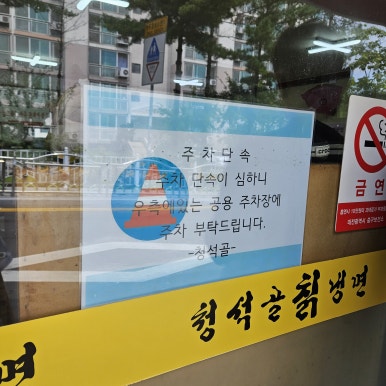 주 차 단 속
주차 단속이 심하니
우측에있는 공용 주차장에
주차 부탁드립니다.
-청석골-
금 연
청석골 칡냉면
면